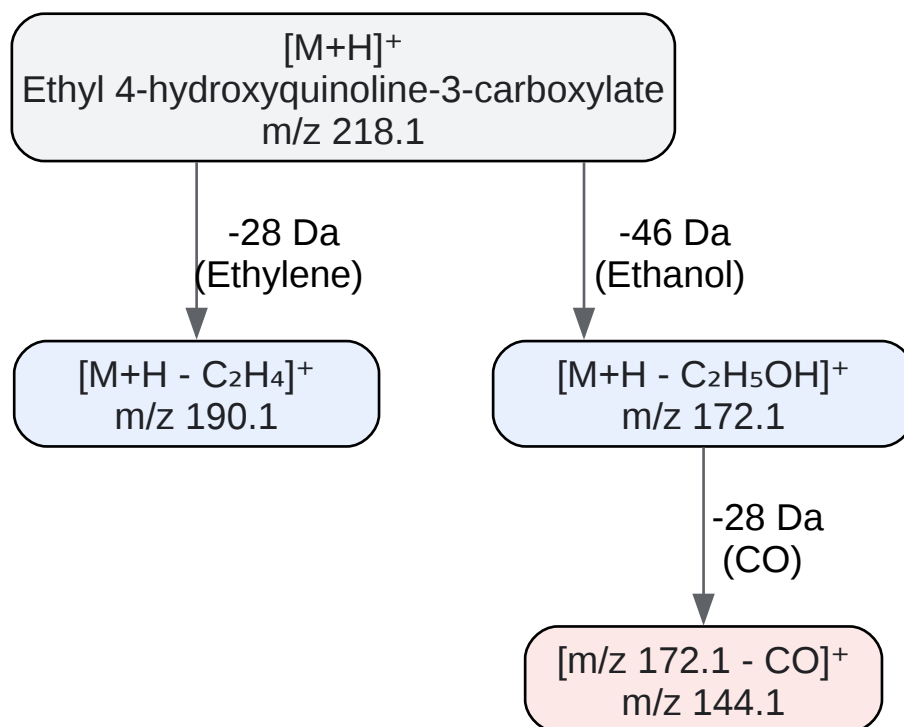 [M+H]⁺
Ethyl 4-hydroxyquinoline-3-carboxylate
m/z 218.1
-28 Da
(Ethylene)
-46 Da
(Ethanol)
[M+H - C₂H₄]⁺
m/z 190.1
[M+H - C₂H₅OH]⁺
m/z 172.1
-28 Da
(CO)
[m/z 172.1 - CO]⁺
m/z 144.1